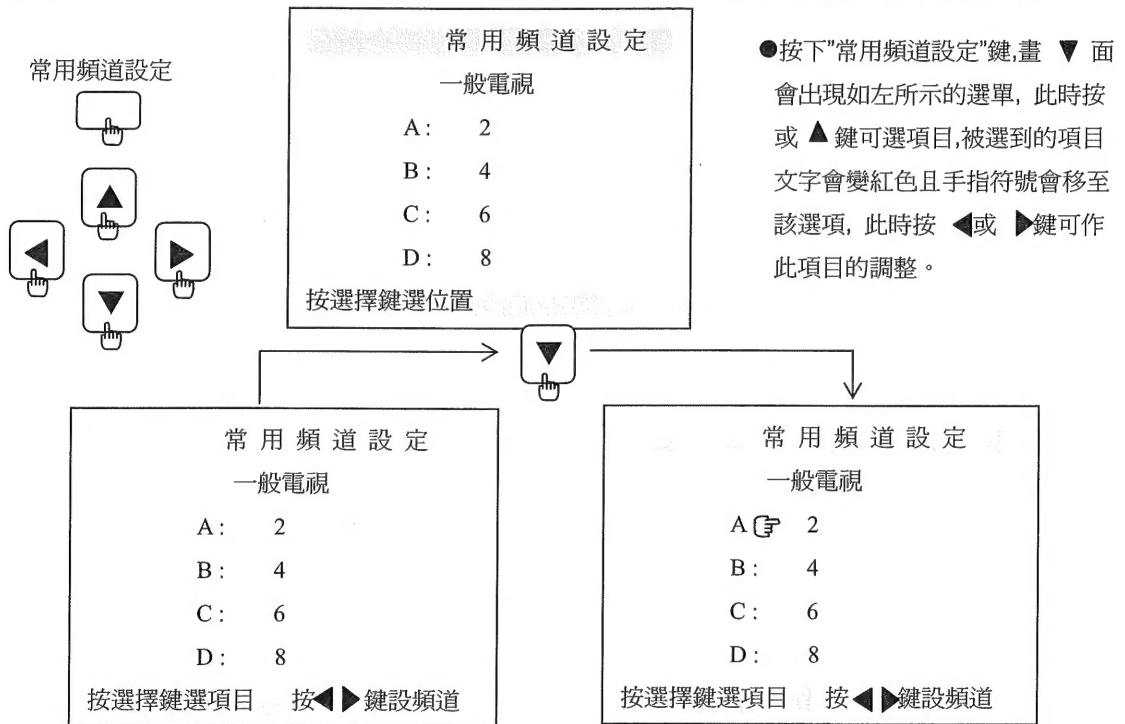 常用頻道設定
常用頻道設定
一般電視
A: 2
B: 4
C: 6
D: 8
按選擇鍵選位置
●按下"常用頻道設定"鍵,畫 ▼ 面
會出現如左所示的選單, 此時按
或 ▲ 鍵可選項目,被選到的項目
文字會變紅色且手指符號會移至
該選項, 此時按 ◀或 ▶鍵可作
此項目的調整。
常用頻道設定
一般電視
A: 2
B: 4
C: 6
D: 8
按選擇鍵選項目 按◀ ▶鍵設頻道
常用頻道設定
一般電視
A ☞ 2
B: 4
C: 6
D: 8
按選擇鍵選項目 按◀ ▶鍵設頻道